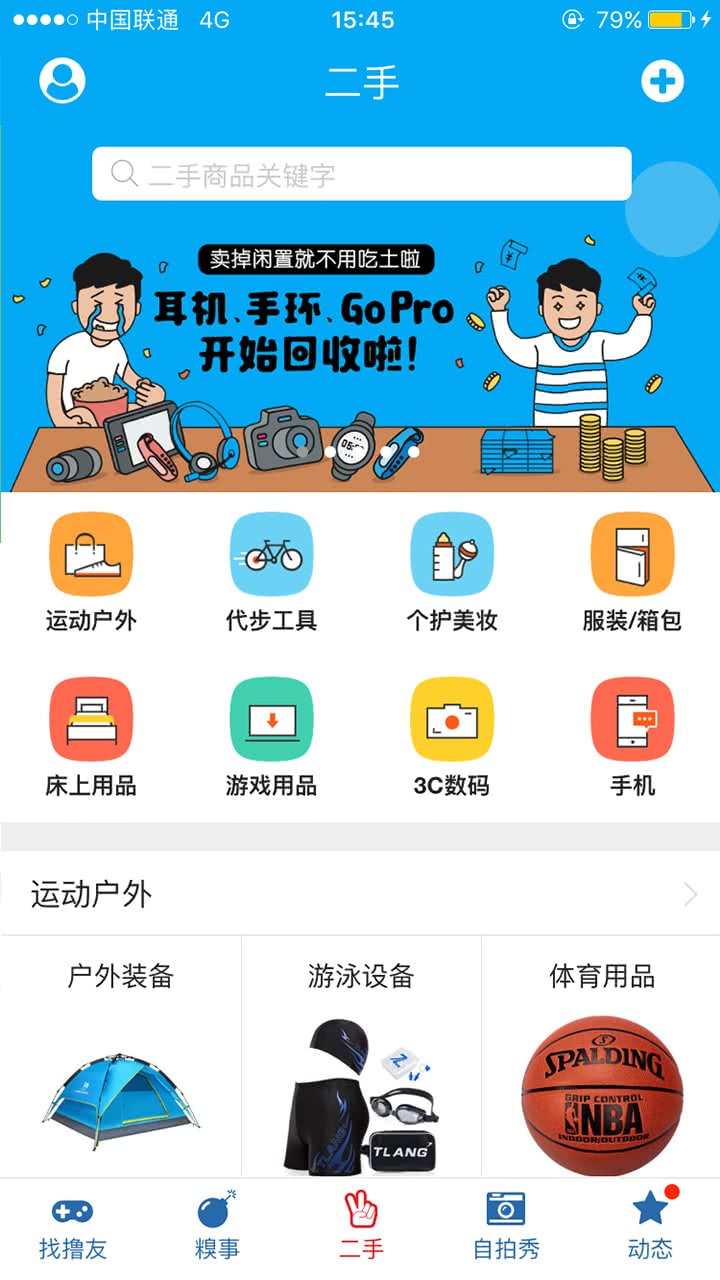 中国联通 4G 15:45 79%
二手
二手商品关键字
卖掉闲置就不用吃土啦
耳机、手环、GoPro
开始回收啦!
运动户外 代步工具 个护美妆 服装/箱包
床上用品 游戏用品 3C数码 手机
运动户外
户外装备 游泳设备 体育用品
SPALDING
GRIP CONTROL
NBA
INDOOR/OUTDOOR
TLANG
TLANG
找撸友 糗事 二手 自拍秀 动态